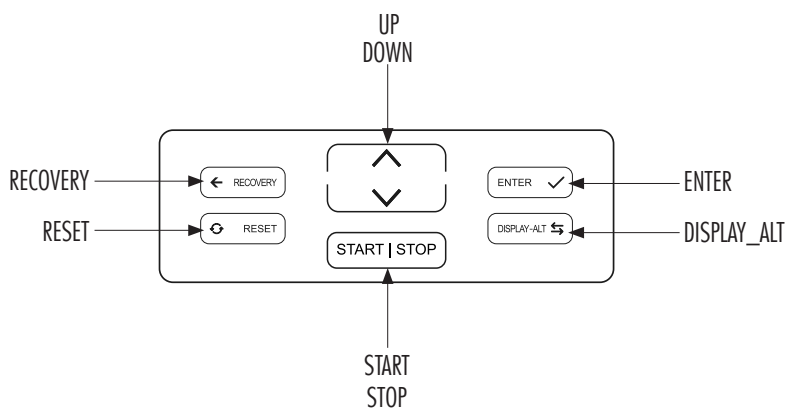 UP
DOWN
RECOVERY
RECOVERY
ENTER
ENTER
RESET
RESET
DISPLAY-ALT
DISPLAY_ALT
START | STOP
START
STOP